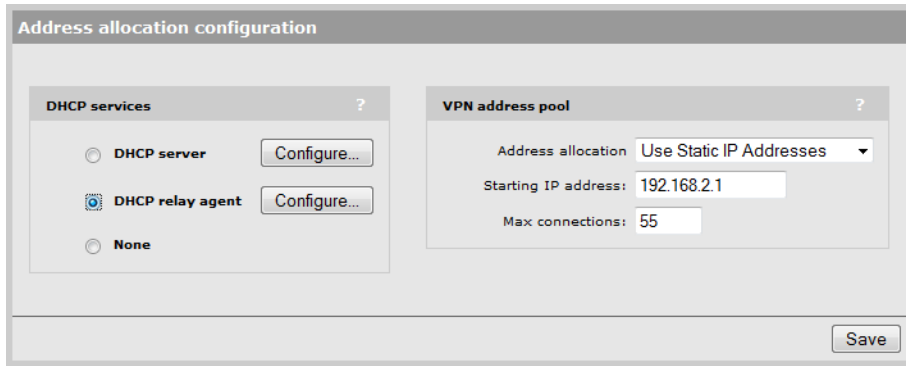 Address allocation configuration
DHCP services ?
DHCP server Configure...
DHCP relay agent Configure...
None
VPN address pool ?
Address allocation Use Static IP Addresses
Starting IP address: 192.168.2.1
Max connections: 55
Save